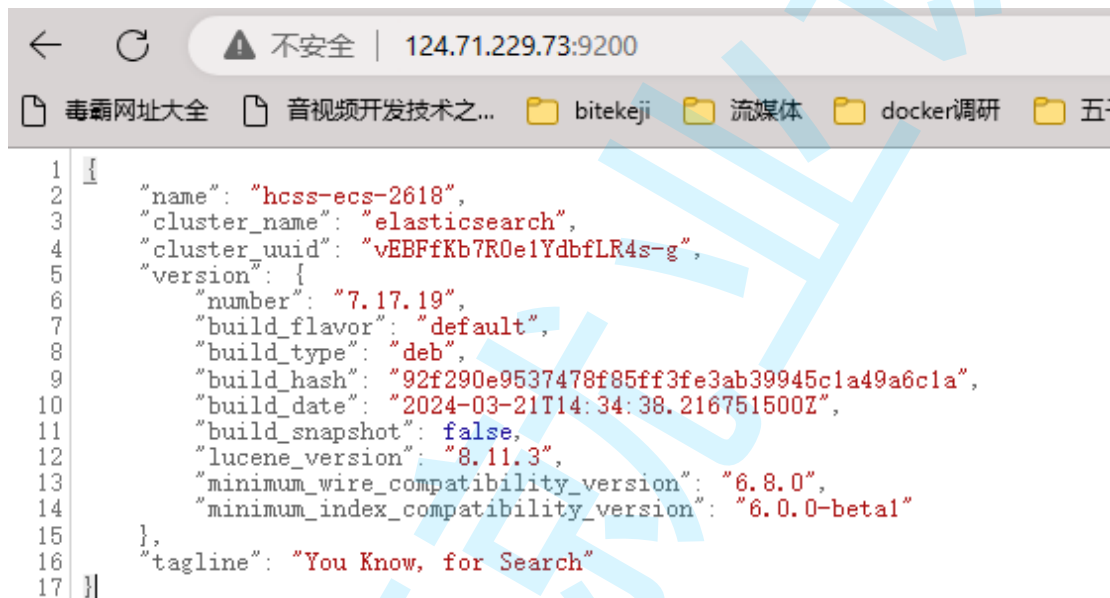 不安全 | 124.71.229.73:9200
毒霸网址大全 音视频开发技术之... bitekeji 流媒体 docker调研
1 {
2 "name": "hcss-ecs-2618",
3 "cluster_name": "elasticsearch",
4 "cluster_uuid": "vEBFfKb7R0e1YdbfLR4s-g",
5 "version": {
6 "number": "7.17.19",
7 "build_flavor": "default",
8 "build_type": "deb",
9 "build_hash": "92f290e9537478f85ff3fe3ab39945c1a49a6c1a",
10 "build_date": "2024-03-21T14:34:38.216751500Z",
11 "build_snapshot": false,
12 "lucene_version": "8.11.3",
13 "minimum_wire_compatibility_version": "6.8.0",
14 "minimum_index_compatibility_version": "6.0.0-beta1"
15 },
16 "tagline": "You Know, for Search"
17 }